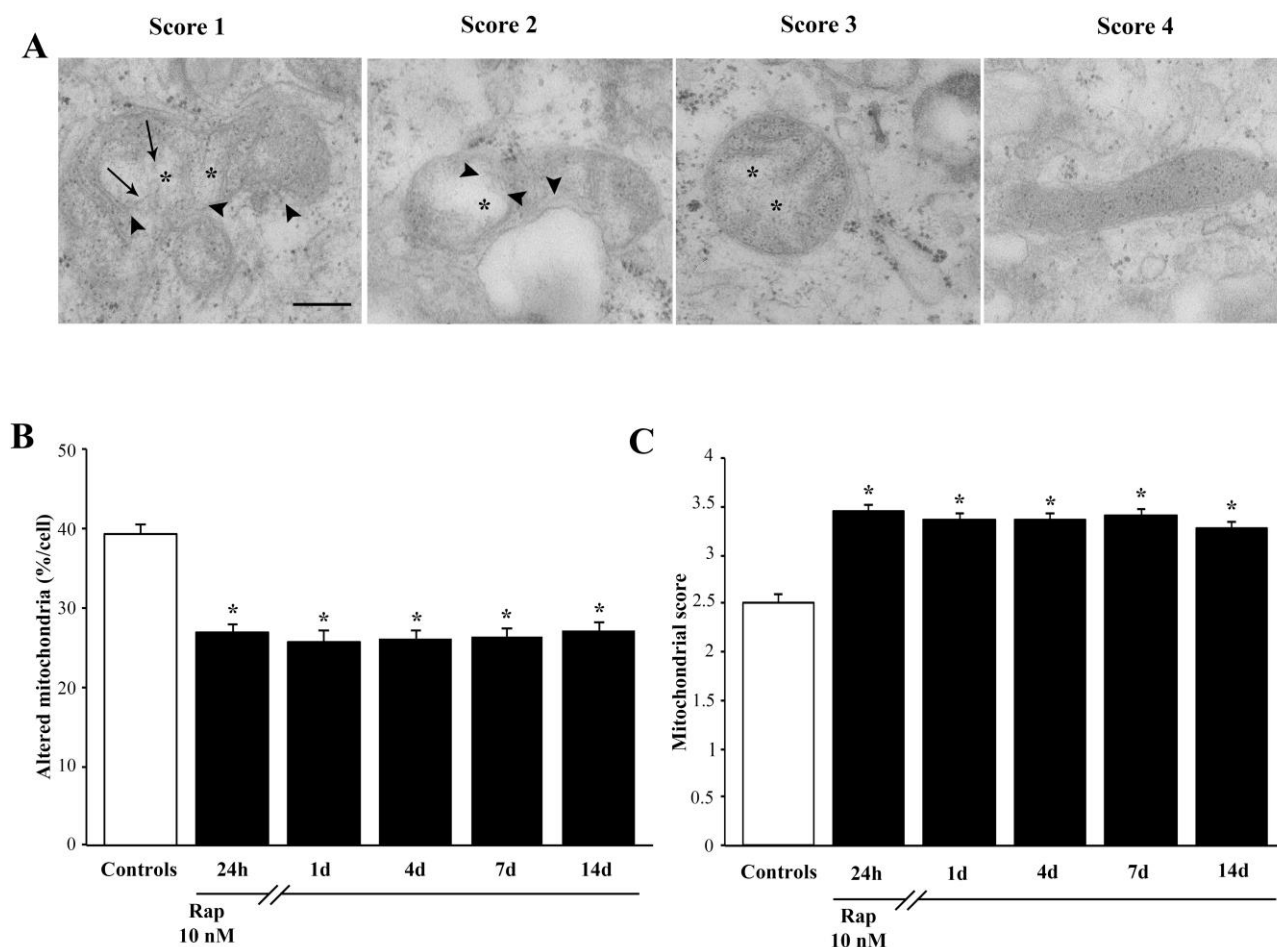 A
Score 1
Score 2
Score 3
Score 4
*
*
*
*
*
B
Altered mitochondria (%/cell)
50
40
30
20
10
0
*
*
*
*
*
Controls
24h
1d
4d
7d
14d
Rap
10 nM
C
Mitochondrial score
4
3.5
3
2.5
2
1.5
1
0.5
0
*
*
*
*
*
Controls
24h
1d
4d
7d
14d
Rap
10 nM